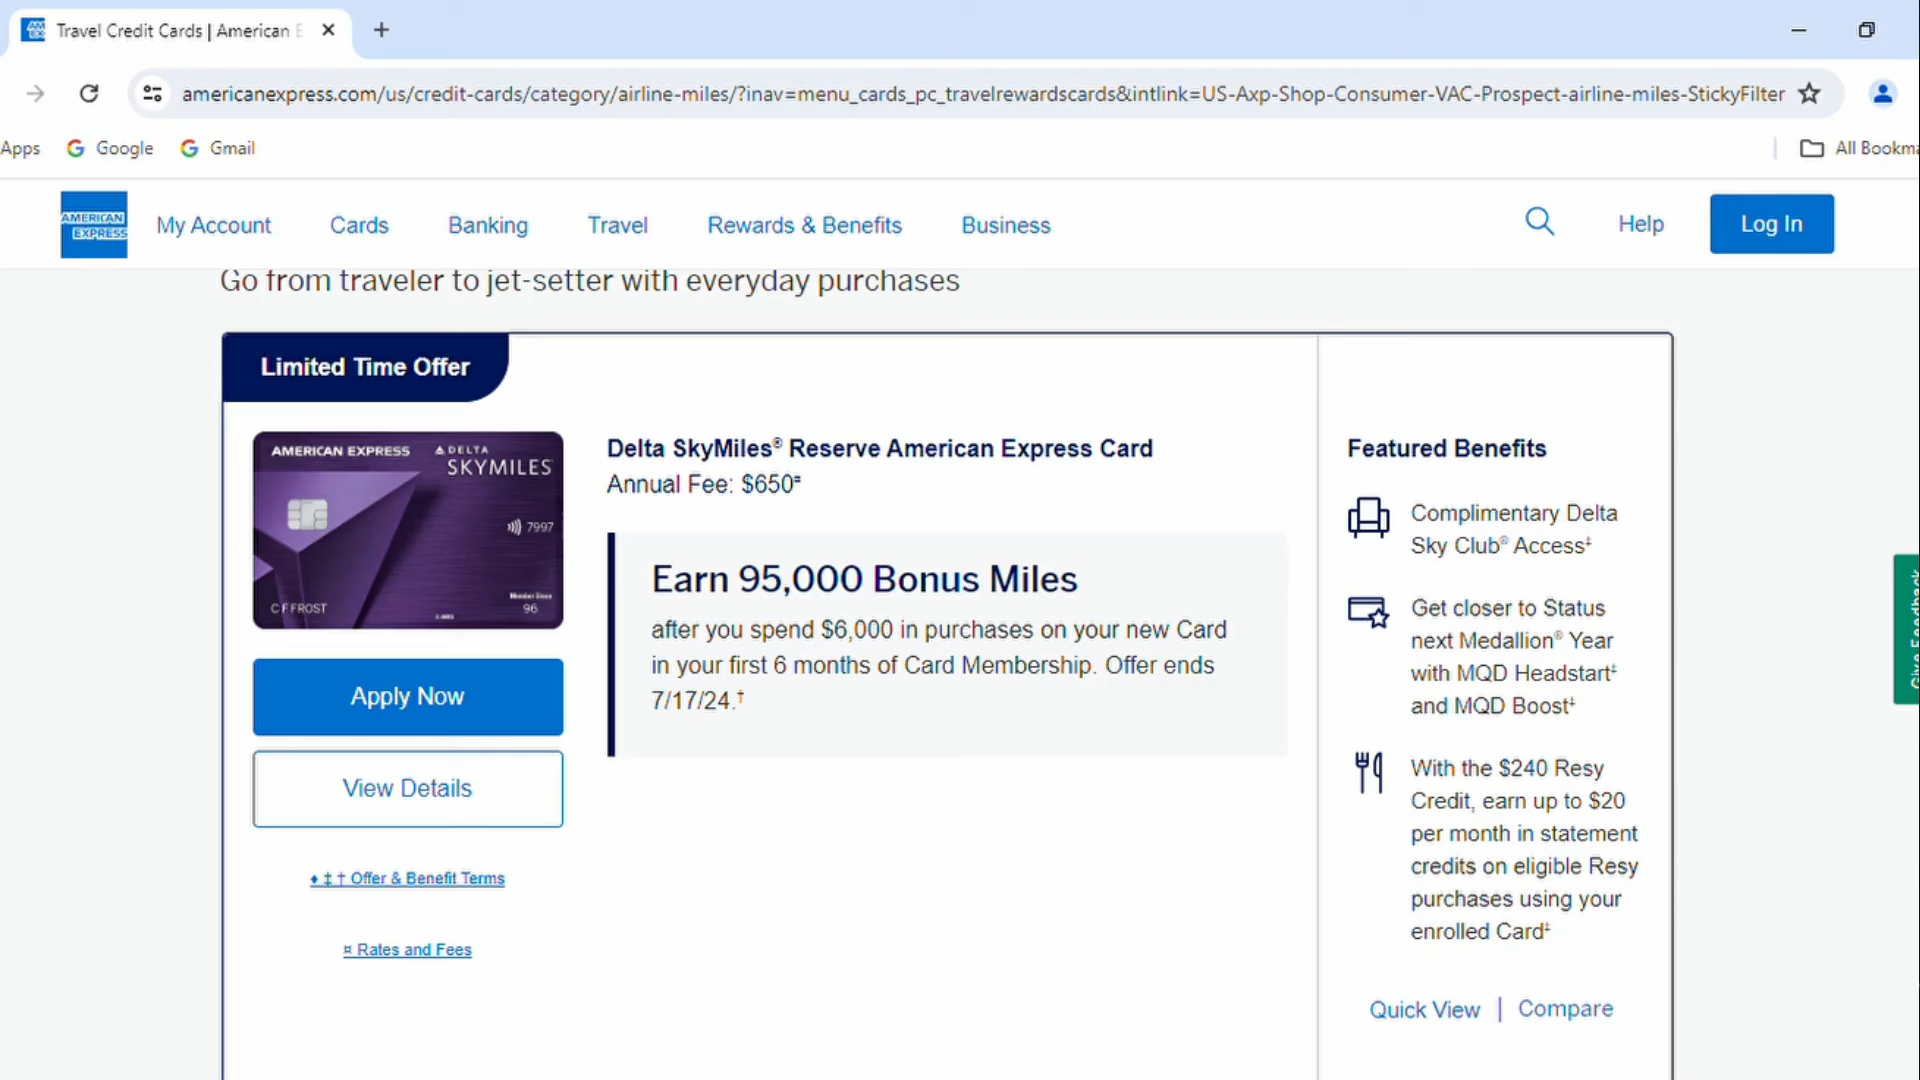 Travel Credit Cards | American E
americanexpress.com/us/credit-cards/category/airline-miles/?inav=menu_cards_pc_travelrewardscards&intlink=US-Axp-Shop-Consumer-VAC-Prospect-airline-miles-StickyFilter
Apps Google Gmail All Bookma
AMERICAN EXPRESS
My Account Cards Banking Travel Rewards & Benefits Business Help Log In
Go from traveler to jet-setter with everyday purchases
Limited Time Offer
AMERICAN EXPRESS DELTA
SKYMILES
7997
Member Since
C F FROST 96
Apply Now
View Details
♦ ‡ † Offer & Benefit Terms
¤ Rates and Fees
Delta SkyMiles® Reserve American Express Card
Annual Fee: $650¤
Earn 95,000 Bonus Miles
after you spend $6,000 in purchases on your new Card
in your first 6 months of Card Membership. Offer ends
7/17/24.†
Featured Benefits
Complimentary Delta
Sky Club® Access‡
Get closer to Status
next Medallion® Year
with MQD Headstart‡
and MQD Boost‡
With the $240 Resy
Credit, earn up to $20
per month in statement
credits on eligible Resy
purchases using your
enrolled Card‡
Quick View | Compare
Give Feedback